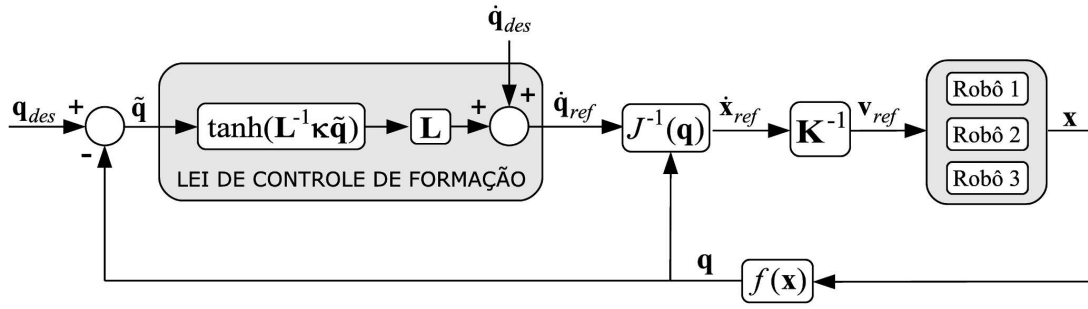 q̇_des
q_des + q̃ tanh(L⁻¹κq̃) + L + q̇_ref J⁻¹(q) ẋ_ref K⁻¹ v_ref Robô 1
-
Robô 2 x
Robô 3
LEI DE CONTROLE DE FORMAÇÃO
q f(x)